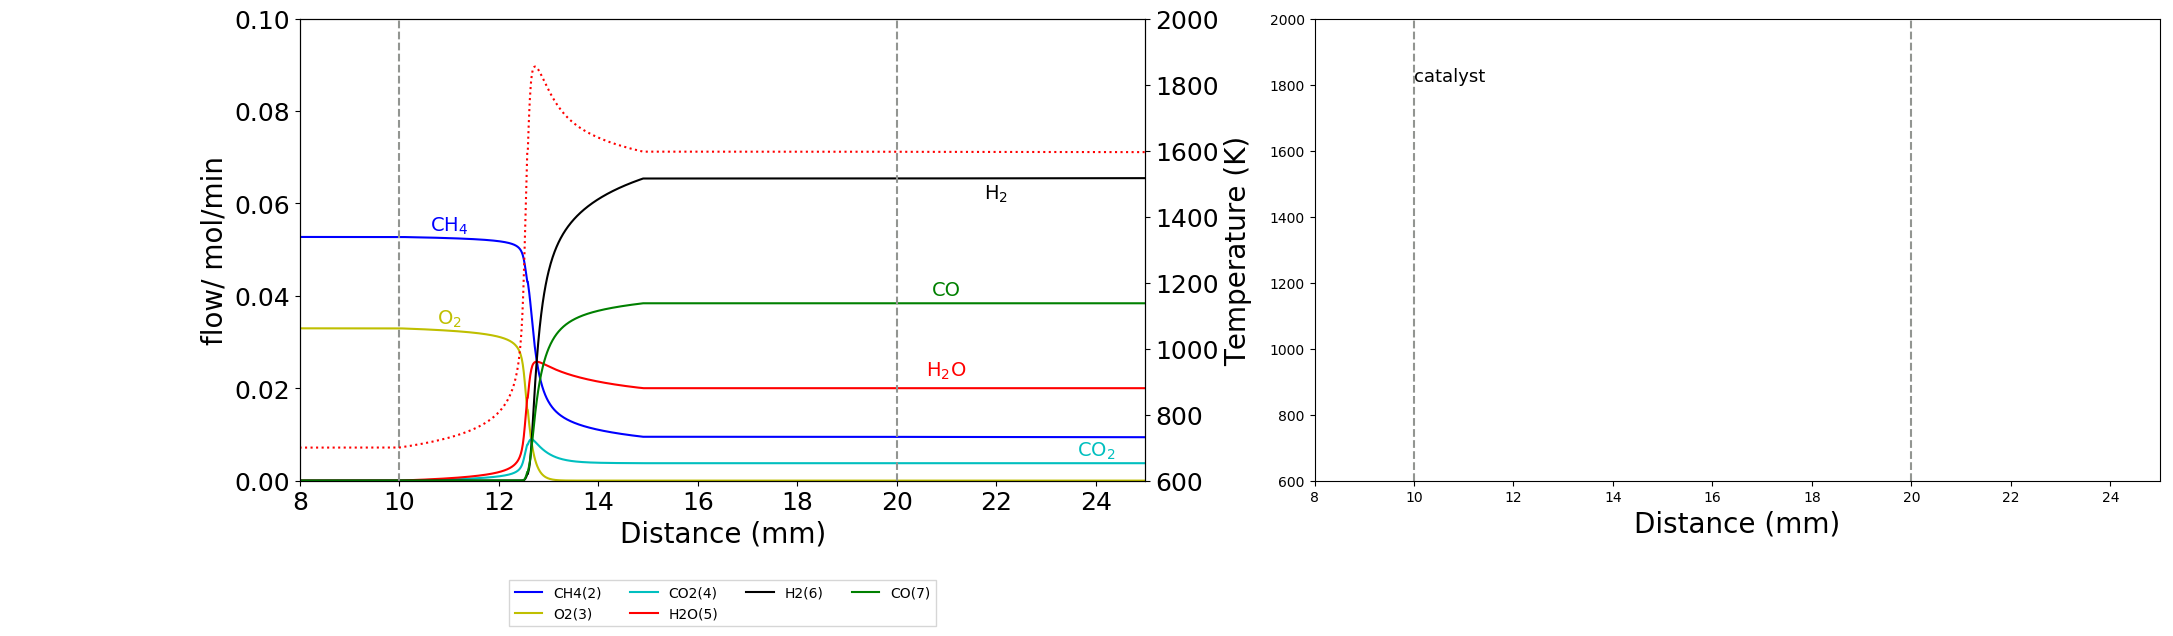 0.10
0.08
0.06
0.04
0.02
0.00
flow/ mol/min
8 10 12 14 16 18 20 22 24
Distance (mm)
CH₄
O₂
H₂
CO
H₂O
CO₂
2000
1800
1600
1400
1200
1000
800
600
Temperature (K)
CH4(2) CO2(4) H2(6) CO(7)
O2(3) H2O(5)
2000
1800
1600
1400
1200
1000
800
600
catalyst
8 10 12 14 16 18 20 22 24
Distance (mm)